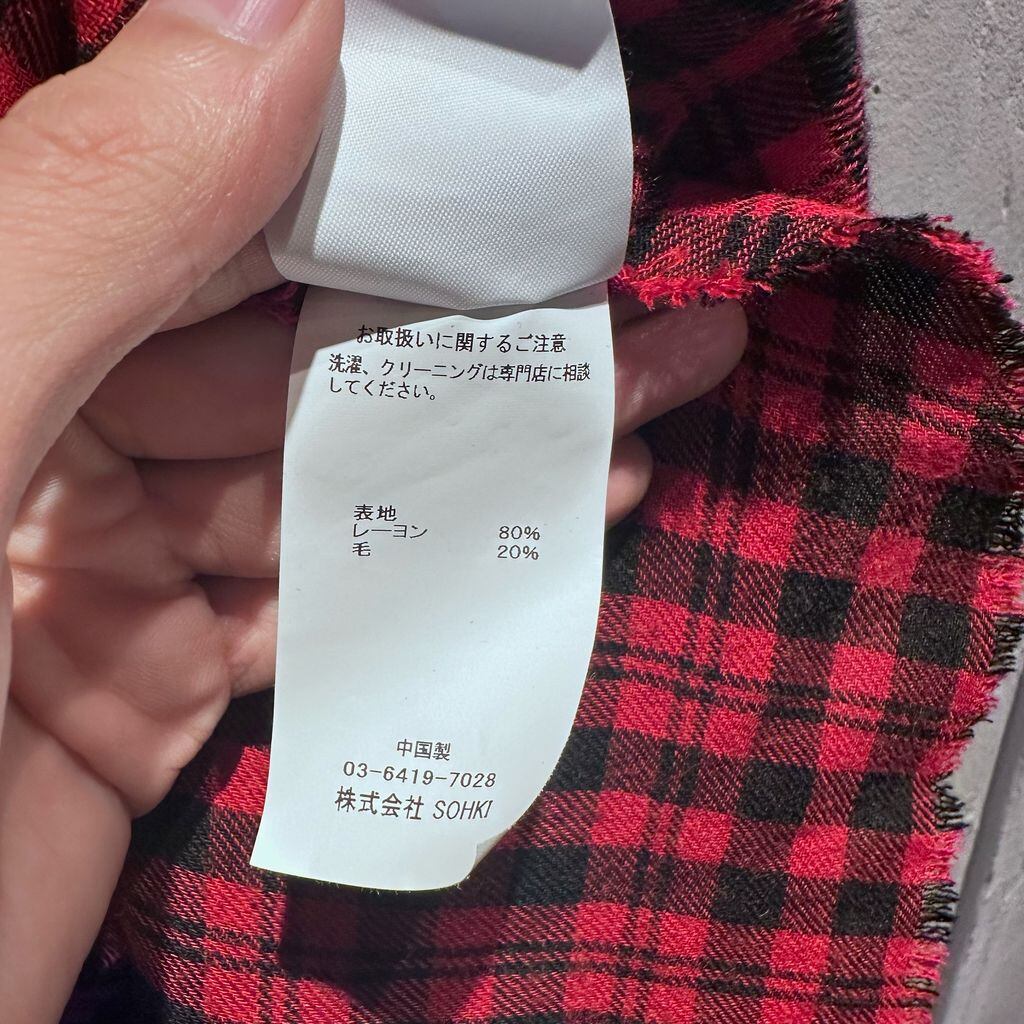 お取扱いに関するご注意
洗濯、クリーニングは専門店に相談
してください。
表地
レーヨン 80%
毛 20%
中国製
03-6419-7028
株式会社 SOHKI